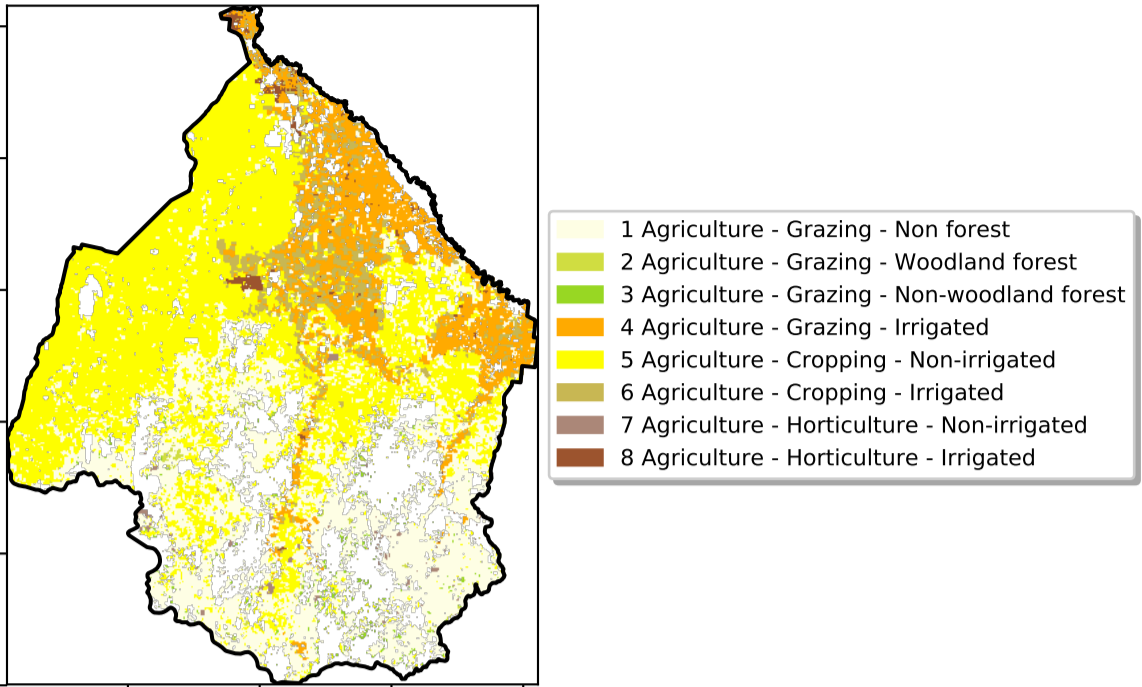 1 Agriculture - Grazing - Non forest
2 Agriculture - Grazing - Woodland forest
3 Agriculture - Grazing - Non-woodland forest
4 Agriculture - Grazing - Irrigated
5 Agriculture - Cropping - Non-irrigated
6 Agriculture - Cropping - Irrigated
7 Agriculture - Horticulture - Non-irrigated
8 Agriculture - Horticulture - Irrigated